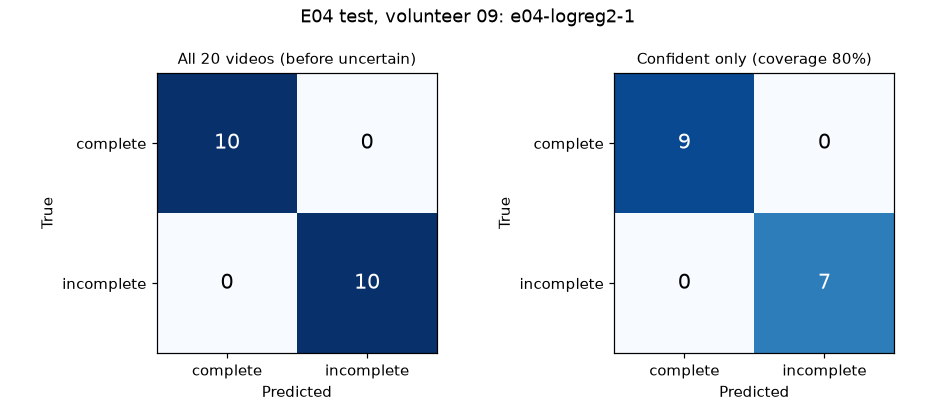 E04 test, volunteer 09: e04-logreg2-1
All 20 videos (before uncertain)
complete
10
0
True
incomplete
0
10
complete
incomplete
Predicted
Confident only (coverage 80%)
complete
9
0
True
incomplete
0
7
complete
incomplete
Predicted